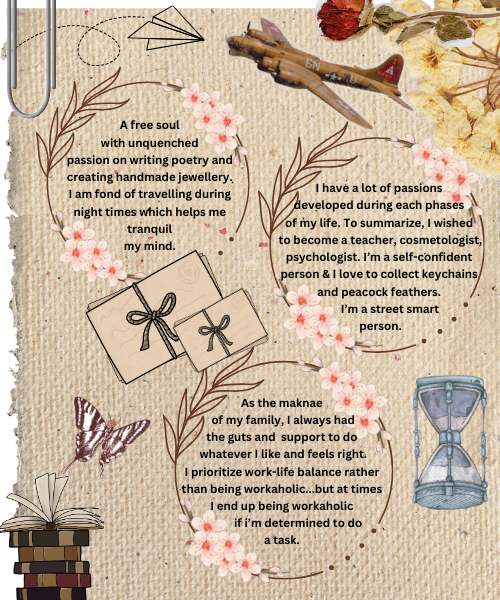 A free soul
with unquenched
passion on writing poetry and
creating handmade jewellery.
I am fond of travelling during
night times which helps me
tranquil
my mind.
I have a lot of passions
developed during each phases
of my life. To summarize, I wished
to become a teacher, cosmetologist,
psychologist. I'm a self-confident
person & I love to collect keychains
and peacock feathers.
I'm a street smart
person.
As the maknae
of my family, I always had
the guts and support to do
whatever I like and feels right.
I prioritize work-life balance rather
than being workaholic...but at times
I end up being workaholic
if i'm determined to do
a task.